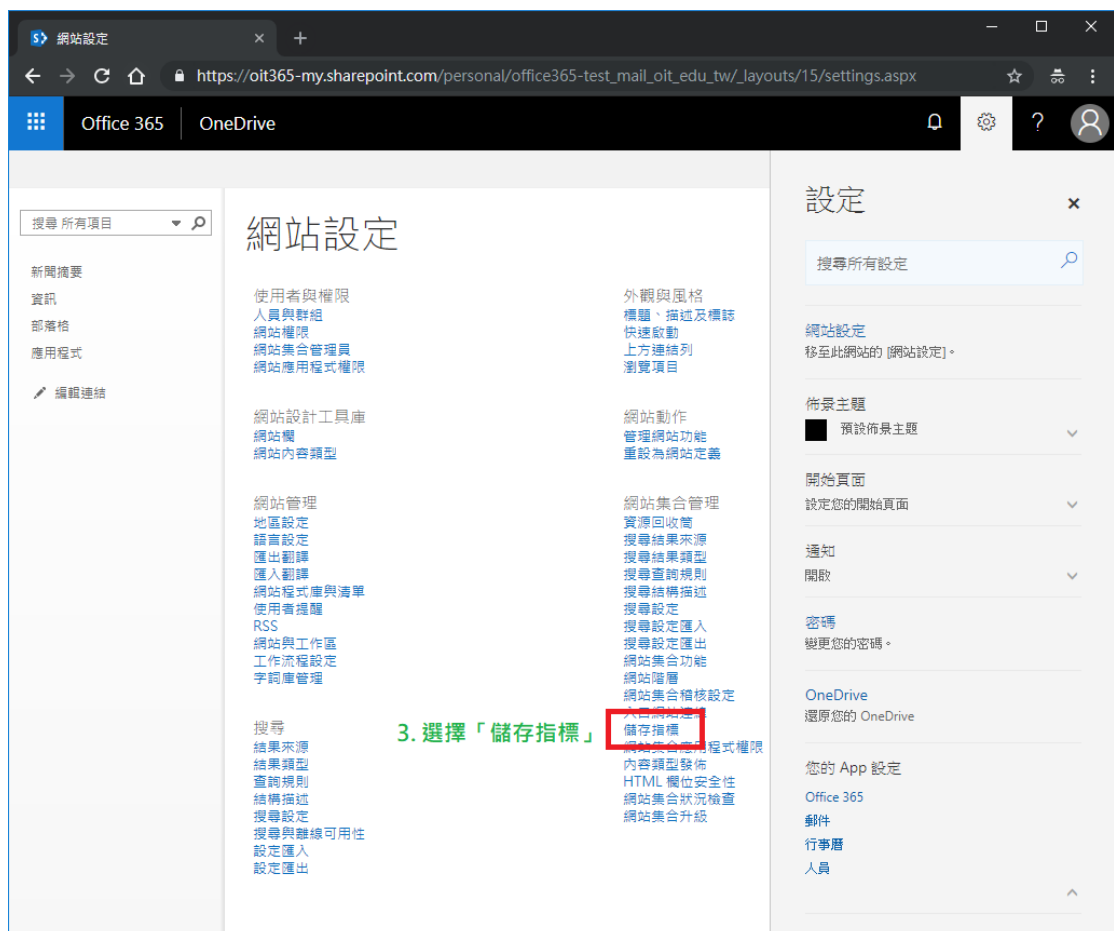 網站設定
https://oit365-my.sharepoint.com/personal/office365-test_mail_oit_edu_tw/_layouts/15/settings.aspx
Office 365
OneDrive
搜尋 所有項目
新聞摘要
資訊
部落格
應用程式
編輯連結
網站設定
使用者與權限
人員與群組
網站權限
網站集合管理員
網站應用程式權限
網站設計工具庫
網站欄
網站內容類型
網站管理
地區設定
語言設定
匯出翻譯
匯入翻譯
網站程式庫與清單
使用者提醒
RSS
網站與工作區
工作流程設定
字詞庫管理
搜尋
結果來源
結果類型
查詢規則
結構描述
搜尋設定
搜尋與離線可用性
設定匯入
設定匯出
外觀與風格
標題、描述及標誌
快速啟動
上方連結列
瀏覽項目
網站動作
管理網站功能
重設為網站定義
網站集合管理
資源回收筒
搜尋結果來源
搜尋結果類型
搜尋查詢規則
搜尋結構描述
搜尋設定
搜尋設定匯入
搜尋設定匯出
網站集合功能
網站階層
網站集合稽核設定
入口網站連線
3. 選擇「儲存指標」
儲存指標
網站集合應用程式權限
內容類型發佈
HTML 欄位安全性
網站集合狀況檢查
網站集合升級
設定
搜尋所有設定
網站設定
移至此網站的 [網站設定]。
佈景主題
預設佈景主題
開始頁面
設定您的開始頁面
通知
開啟
密碼
變更您的密碼。
OneDrive
還原您的 OneDrive
您的 App 設定
Office 365
郵件
行事曆
人員